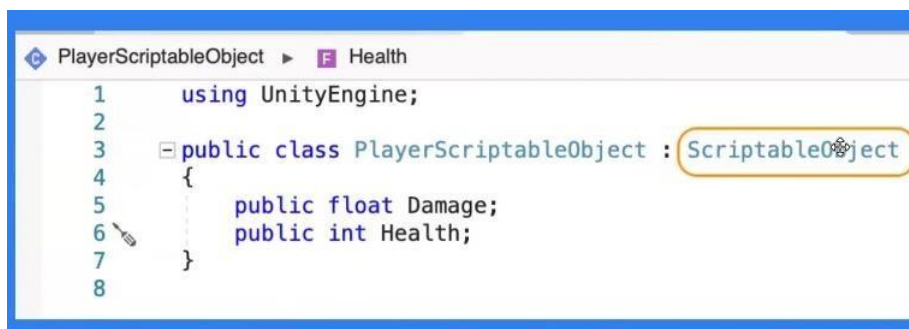 PlayerScriptableObject ▸ F Health
1 using UnityEngine;
2
3 public class PlayerScriptableObject : ScriptableObject
4 {
5 public float Damage;
6 public int Health;
7 }
8